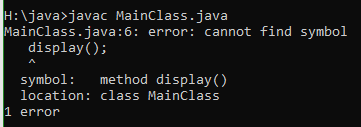 H:\java>javac MainClass.java
MainClass.java:6: error: cannot find symbol
   display();
   ^
  symbol:   method display()
  location: class MainClass
1 error